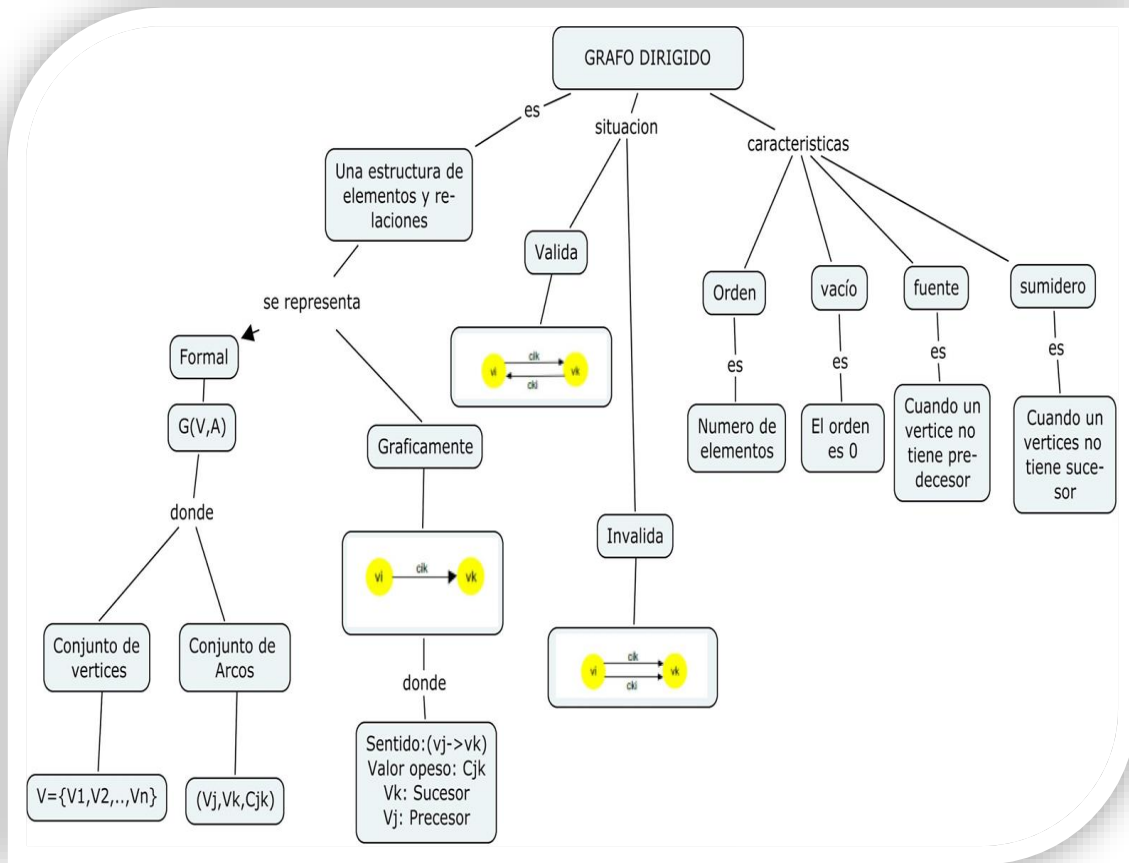 GRAFO DIRIGIDO
es
situacion
caracteristicas
Una estructura de
elementos y re-
laciones
Valida
Orden
vacío
fuente
sumidero
se representa
cik
vi
vk
cki
Formal
es
es
es
es
G(V,A)
Graficamente
Numero de
elementos
El orden
es 0
Cuando un
vertice no
tiene pre-
decesor
Cuando un
vertices no
tiene suce-
sor
donde
Invalida
cik
vi
vk
Conjunto de
vertices
Conjunto de
Arcos
donde
cik
vi
vk
cki
V={V1,V2,..,Vn}
(Vj,Vk,Cjk)
Sentido:(vj->vk)
Valor opeso: Cjk
Vk: Sucesor
Vj: Precesor